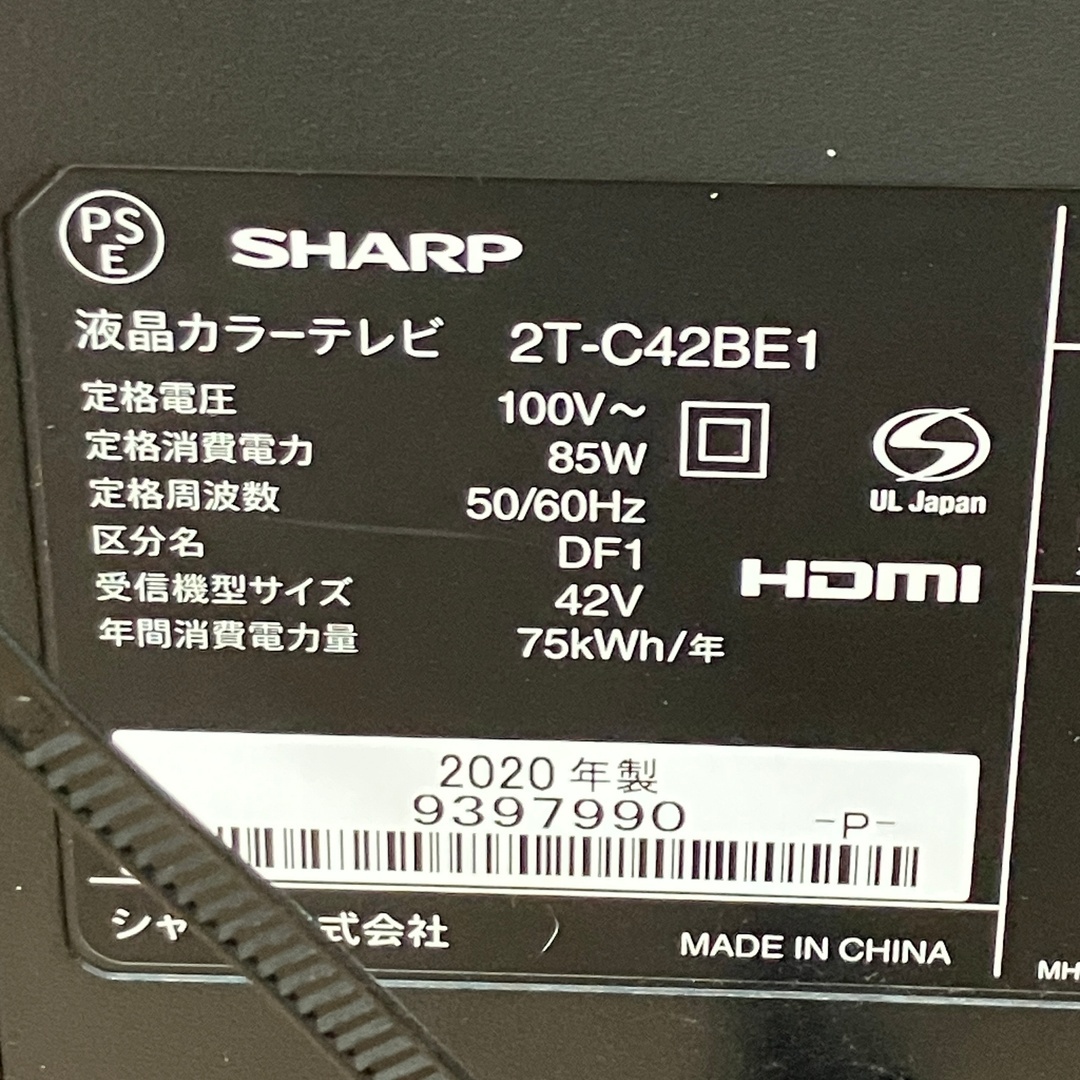 PSE SHARP
液晶カラーテレビ 2T-C42BE1
定格電圧 100V～
定格消費電力 85W
定格周波数 50/60Hz
区分名 DF1
受信機型サイズ 42V
年間消費電力量 75kWh/年
UL Japan
HDMI
2020年製
9397990 -P-
シャ 式会社 MADE IN CHINA
MH